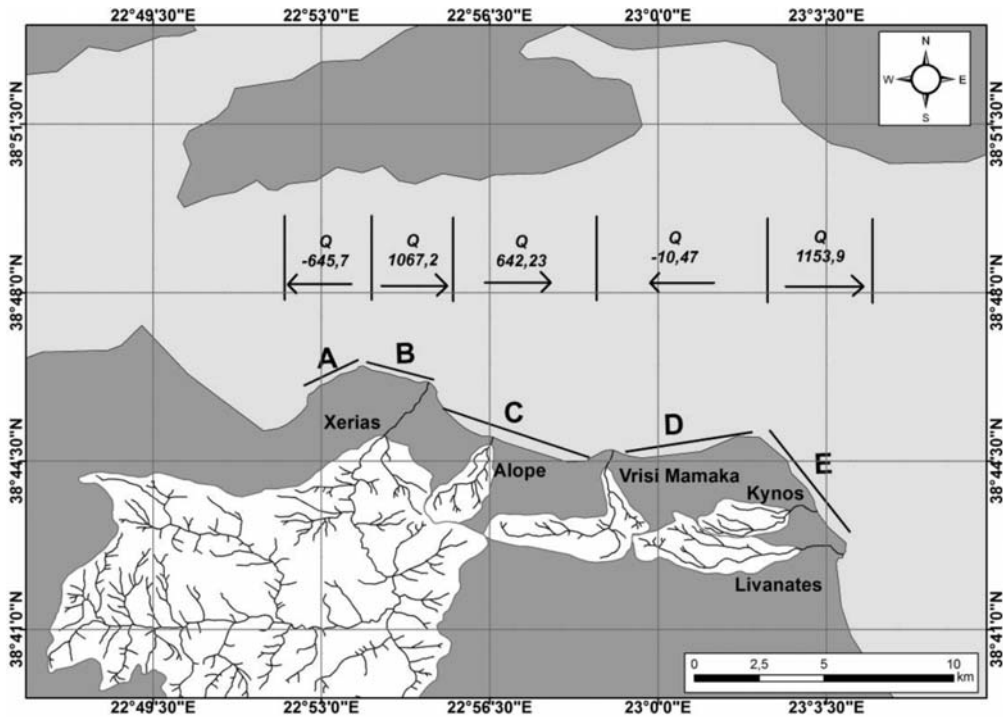 22°49'30"E 22°53'0"E 22°56'30"E 23°0'0"E 23°3'30"E
N
W E
S
38°51'30"N 38°51'30"N
Q Q Q Q Q
-645,7 1067,2 642,23 -10,47 1153,9
38°48'0"N 38°48'0"N
A B
C
Xerias
D
38°44'30"N 38°44'30"N
Alope Vrisi Mamaka E
Kynos
Livanates
38°41'0"N 38°41'0"N
0 2,5 5 10
km
22°49'30"E 22°53'0"E 22°56'30"E 23°0'0"E 23°3'30"E